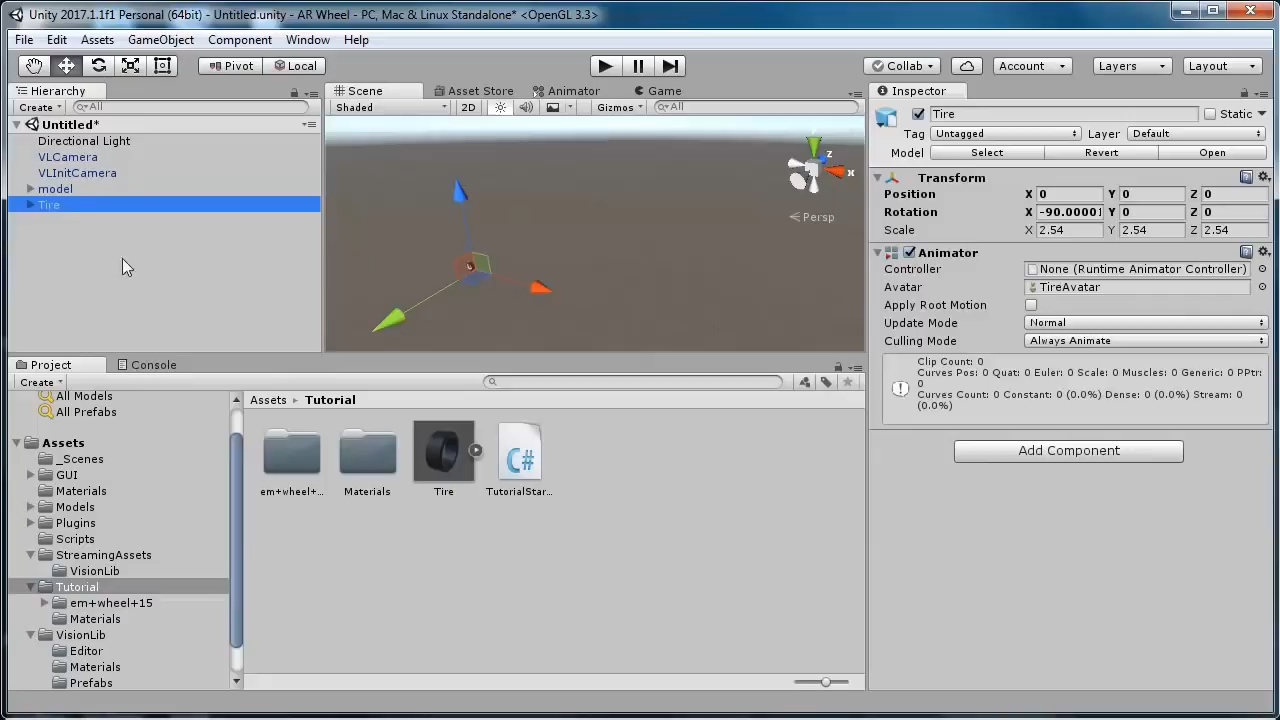 Unity 2017.1.1f1 Personal (64bit) - Untitled.unity - AR Wheel - PC, Mac & Linux Standalone* <OpenGL 3.3>
File Edit Assets GameObject Component Window Help
Pivot Local Collab Account Layers Layout
Hierarchy Scene Asset Store Animator Game Inspector
Create All Shaded 2D Gizmos All
Tire Static
Untitled*
Tag Untagged Layer Default
Directional Light
Model Select Revert Open
VLCamera
VLInitCamera
model
Tire
z
x
Persp
Transform
Position X 0 Y 0 Z 0
Rotation X -90.00001 Y 0 Z 0
Scale X 2.54 Y 2.54 Z 2.54
Animator
Controller None (Runtime Animator Controller)
Avatar TireAvatar
Apply Root Motion
Update Mode Normal
Culling Mode Always Animate
Clip Count: 0
Curves Pos: 0 Quat: 0 Euler: 0 Scale: 0 Muscles: 0 Generic: 0 PPtr:
0
Curves Count: 0 Constant: 0 (0.0%) Dense: 0 (0.0%) Stream: 0
(0.0%)
Add Component
Project Console
Create
All Models
All Prefabs
Assets
_Scenes
GUI
Materials
Models
Plugins
Scripts
StreamingAssets
VisionLib
Tutorial
em+wheel+15
Materials
VisionLib
Editor
Materials
Prefabs
Assets Tutorial
C#
em+wheel+... Materials Tire TutorialStar...